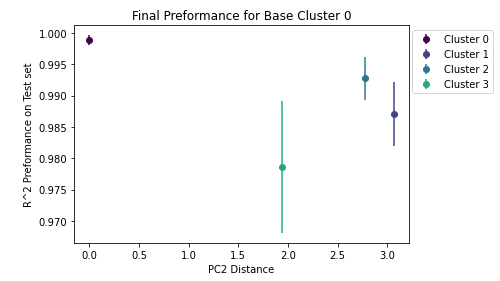 Final Preformance for Base Cluster 0
R^2 Preformance on Test set
1.000
0.995
0.990
0.985
0.980
0.975
0.970
0.0 0.5 1.0 1.5 2.0 2.5 3.0
PC2 Distance
Cluster 0
Cluster 1
Cluster 2
Cluster 3